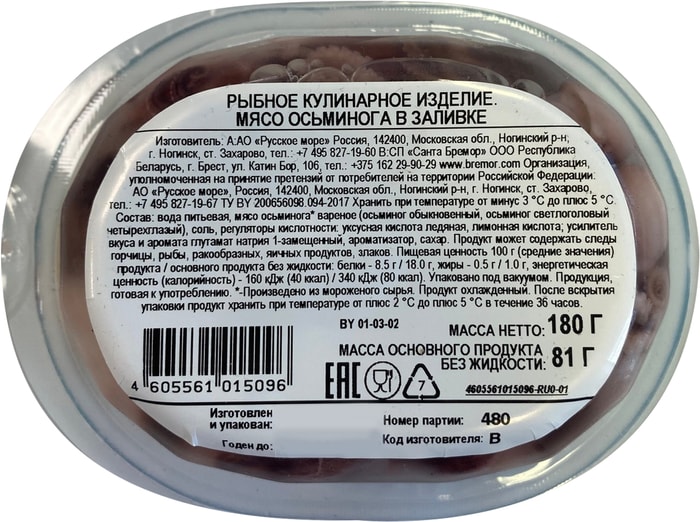 РЫБНОЕ КУЛИНАРНОЕ ИЗДЕЛИЕ.
МЯСО ОСЬМИНОГА В ЗАЛИВКЕ
Изготовитель: А:АО «Русское море» Россия, 142400, Московская обл., Ногинский р-н;
г. Ногинск, ст. Захарово, тел.: +7 495 827-19-60 В:СП «Санта Бремор» ООО Республика
Беларусь, г. Брест, ул. Катин Бор, 106, тел.: +375 162 29-90-29 www.bremor.com Организация,
уполномоченная на принятие претензий от потребителей на территории Российской Федерации:
АО «Русское море», Россия, 142400, Московская обл., Ногинский р-н, г. Ногинск, ст. Захарово,
тел.: +7 495 827-19-67 ТУ BY 200656098.094-2017 Хранить при температуре от минус 3 °С до плюс 5 °С.
Состав: вода питьевая, мясо осьминога* вареное (осьминог обыкновенный, осьминог светлоголовый
четырехглазый), соль, регуляторы кислотности: уксусная кислота ледяная, лимонная кислота; усилитель
вкуса и аромата глутамат натрия 1-замещенный, ароматизатор, сахар. Продукт может содержать следы
горчицы, рыбы, ракообразных, яичных продуктов, злаков. Пищевая ценность 100 г (средние значения)
продукта / основного продукта без жидкости: белки - 8.5 г / 18.0 г, жиры - 0.5 г / 1.0 г, энергетическая
ценность (калорийность) - 160 кДж (40 ккал) / 340 кДж (80 ккал). Упаковано под вакуумом. Продукция,
готовая к употреблению. *-Произведено из мороженого сырья. Продукт охлажденный. После вскрытия
упаковки продукт хранить при температуре от плюс 2 °С до плюс 5 °С в течение 36 часов.
BY 01-03-02
МАССА НЕТТО: 180 Г
МАССА ОСНОВНОГО ПРОДУКТА
БЕЗ ЖИДКОСТИ: 81 Г
4 605561 015096
EAC
7
4605561015096-RU0-01
Изготовлен
и упакован:
Номер партии: 480
Годен до:
Код изготовителя: В